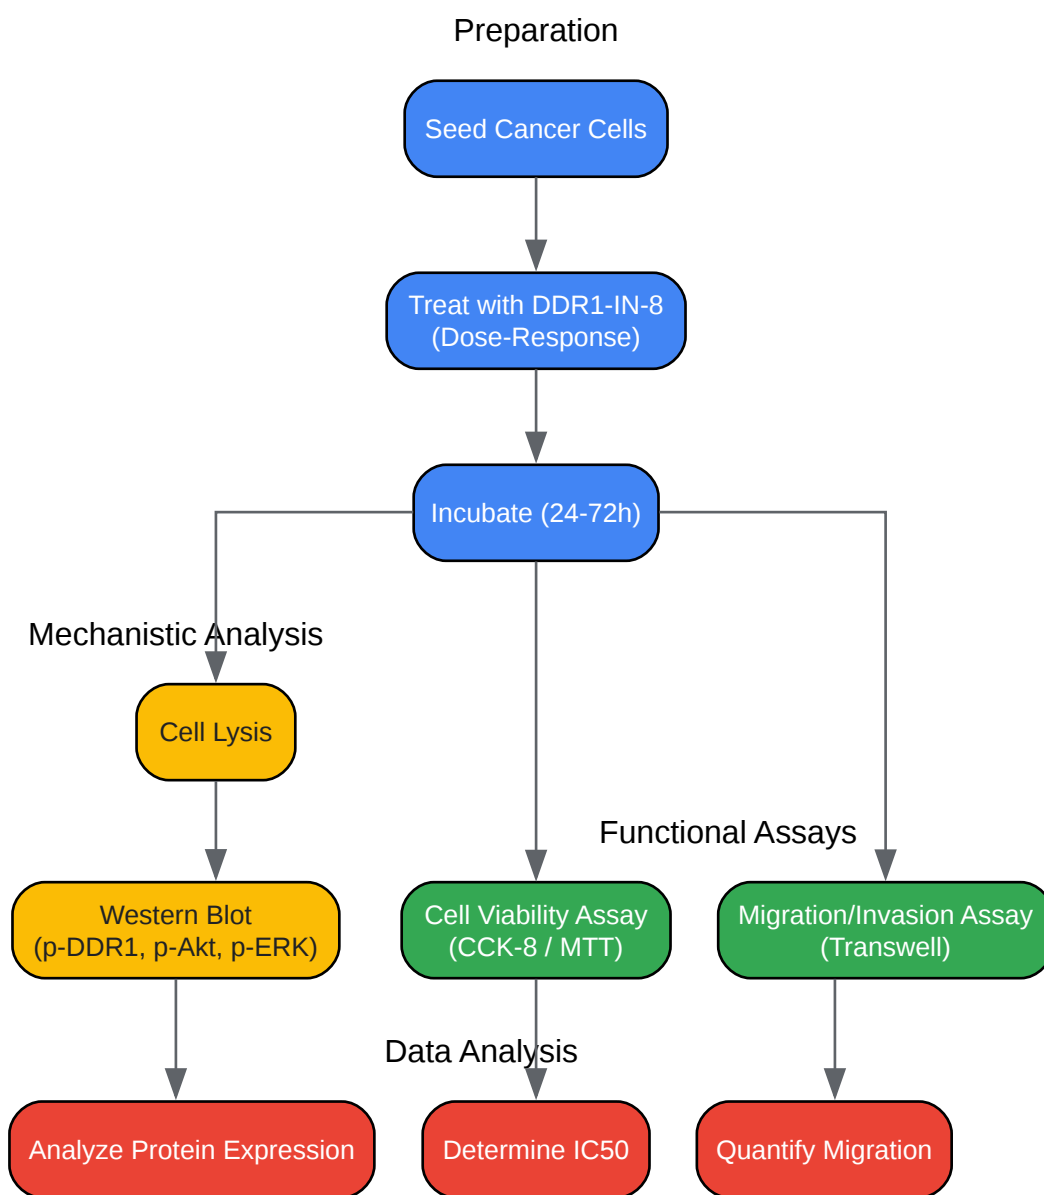 Preparation
Seed Cancer Cells
Treat with DDR1-IN-8
(Dose-Response)
Incubate (24-72h)
Mechanistic Analysis
Cell Lysis
Functional Assays
Western Blot
(p-DDR1, p-Akt, p-ERK)
Cell Viability Assay
(CCK-8 / MTT)
Migration/Invasion Assay
(Transwell)
Data Analysis
Analyze Protein Expression
Determine IC50
Quantify Migration